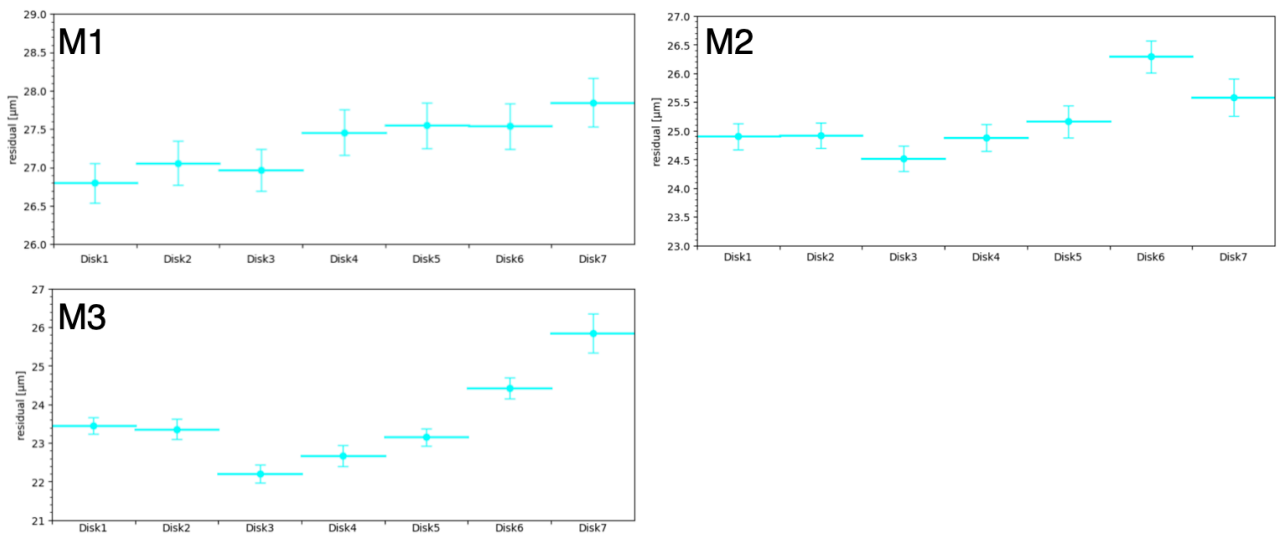 M1
residual [µm]
29.0
28.5
28.0
27.5
27.0
26.5
26.0
Disk1 Disk2 Disk3 Disk4 Disk5 Disk6 Disk7
M2
residual [µm]
27.0
26.5
26.0
25.5
25.0
24.5
24.0
23.5
23.0
Disk1 Disk2 Disk3 Disk4 Disk5 Disk6 Disk7
M3
residual [µm]
27
26
25
24
23
22
21
Disk1 Disk2 Disk3 Disk4 Disk5 Disk6 Disk7